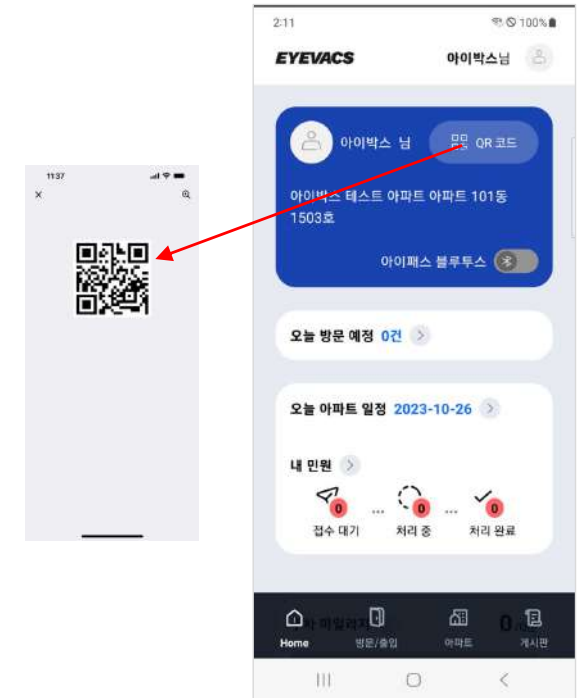 11:37
×
2:11
100%
EYEVACS
아이박스님
아이박스 님
QR 코드
아이박스 테스트 아파트 아파트 101동
1503호
아이패스 블루투스
오늘 방문 예정 0건 >
오늘 아파트 일정 2023-10-26 >
내 민원 >
0 ... 0 ... 0
접수 대기 처리 중 처리 완료
0
Home 방문/출입 아파트 게시판